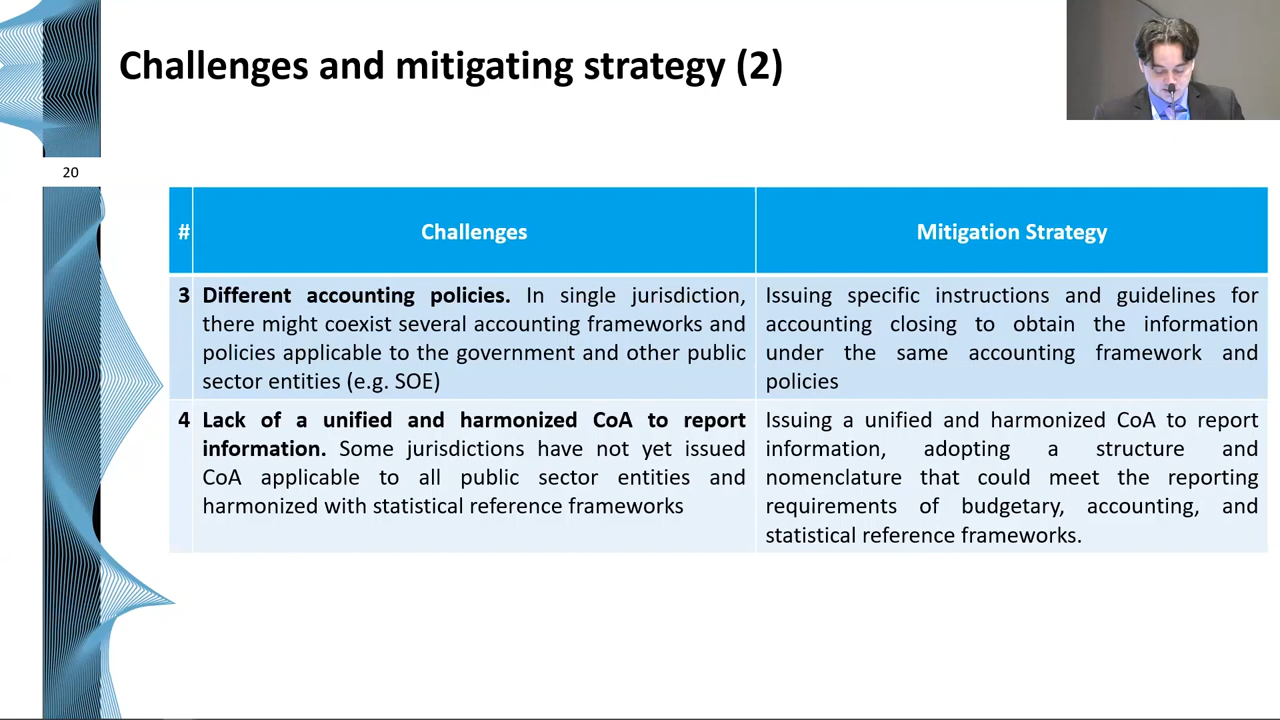 Challenges and mitigating strategy (2)
20
#
Challenges
Mitigation Strategy
3
Different accounting policies. In single jurisdiction,
there might coexist several accounting frameworks and
policies applicable to the government and other public
sector entities (e.g. SOE)
Issuing specific instructions and guidelines for
accounting closing to obtain the information
under the same accounting framework and
policies
4
Lack of a unified and harmonized CoA to report
information. Some jurisdictions have not yet issued
CoA applicable to all public sector entities and
harmonized with statistical reference frameworks
Issuing a unified and harmonized CoA to report
information, adopting a structure and
nomenclature that could meet the reporting
requirements of budgetary, accounting, and
statistical reference frameworks.